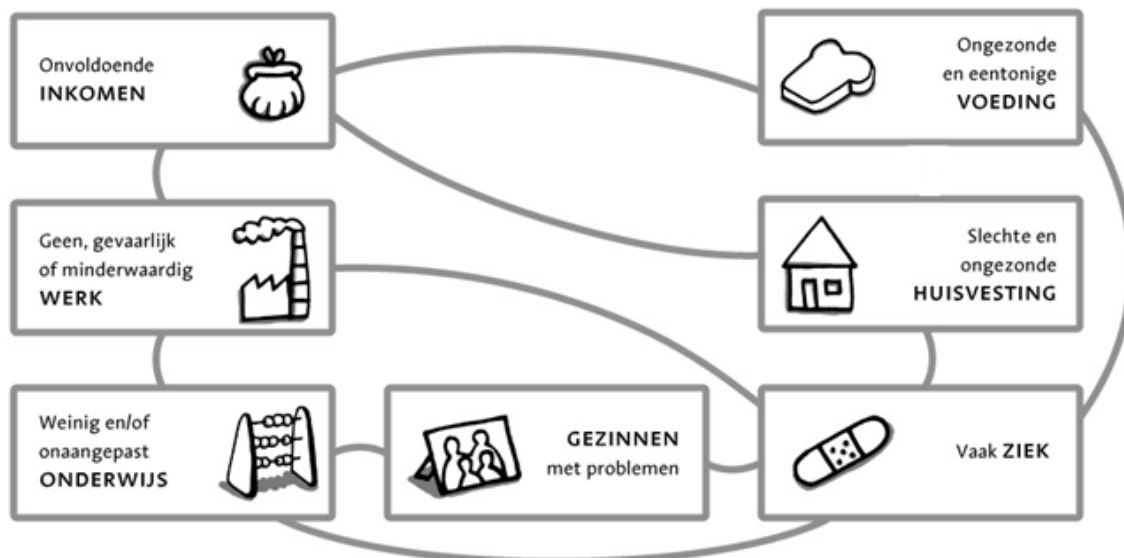 Onvoldoende
INKOMEN
Ongezonde
en eentonige
VOEDING
Geen, gevaarlijk
of minderwaardig
WERK
Slechte en
ongezonde
HUISVESTING
Weinig en/of
onaangepast
ONDERWIJS
GEZINNEN
met problemen
Vaak ZIEK